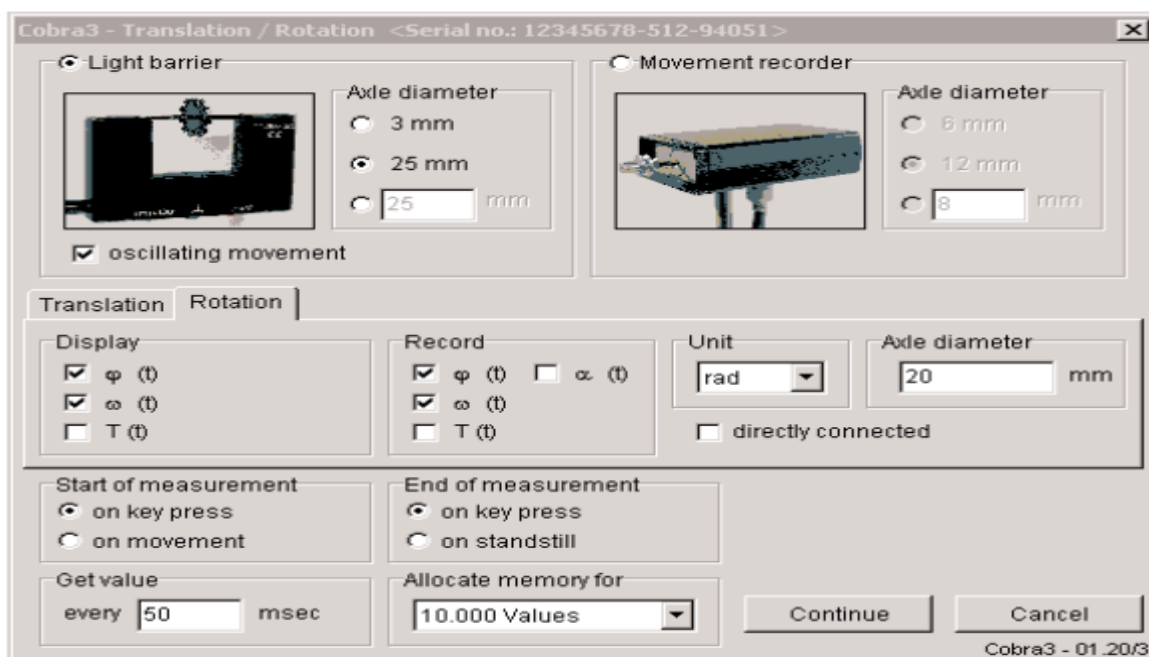 Cobra3 - Translation / Rotation <Serial no.: 12345678-512-94051>
Light barrier
Movement recorder
Axle diameter
3 mm
25 mm
25 mm
oscillating movement
Axle diameter
6 mm
12 mm
8 mm
Translation Rotation
Display
φ (t)
ω (t)
T (t)
Record
φ (t) α (t)
ω (t)
T (t)
Unit
rad
Axle diameter
20 mm
directly connected
Start of measurement
on key press
on movement
End of measurement
on key press
on standstill
Get value
every 50 msec
Allocate memory for
10.000 Values
Continue
Cancel
Cobra3 - 01.20/3